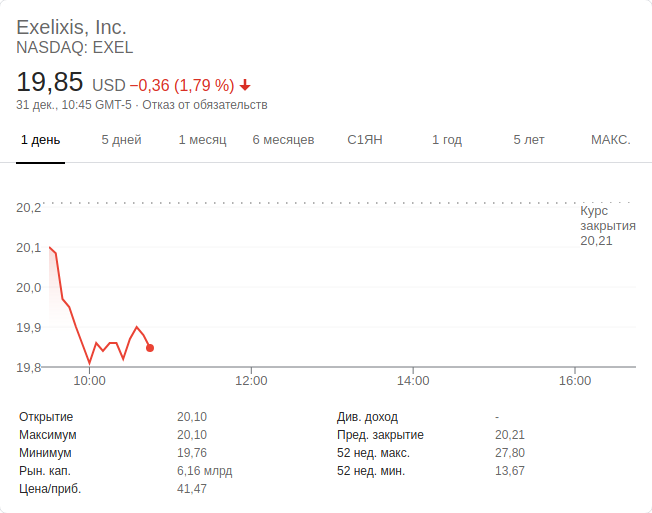 Exelixis, Inc.
NASDAQ: EXEL
19,85 USD −0,36 (1,79 %)
31 дек., 10:45 GMT-5 · Отказ от обязательств
1 день 5 дней 1 месяц 6 месяцев С1ЯН 1 год 5 лет МАКС.
20,2
Курс
закрытия
20,21
20,1
20,0
19,9
19,8
10:00 12:00 14:00 16:00
Открытие 20,10 Див. доход -
Максимум 20,10 Пред. закрытие 20,21
Минимум 19,76 52 нед. макс. 27,80
Рын. кап. 6,16 млрд 52 нед. мин. 13,67
Цена/приб. 41,47